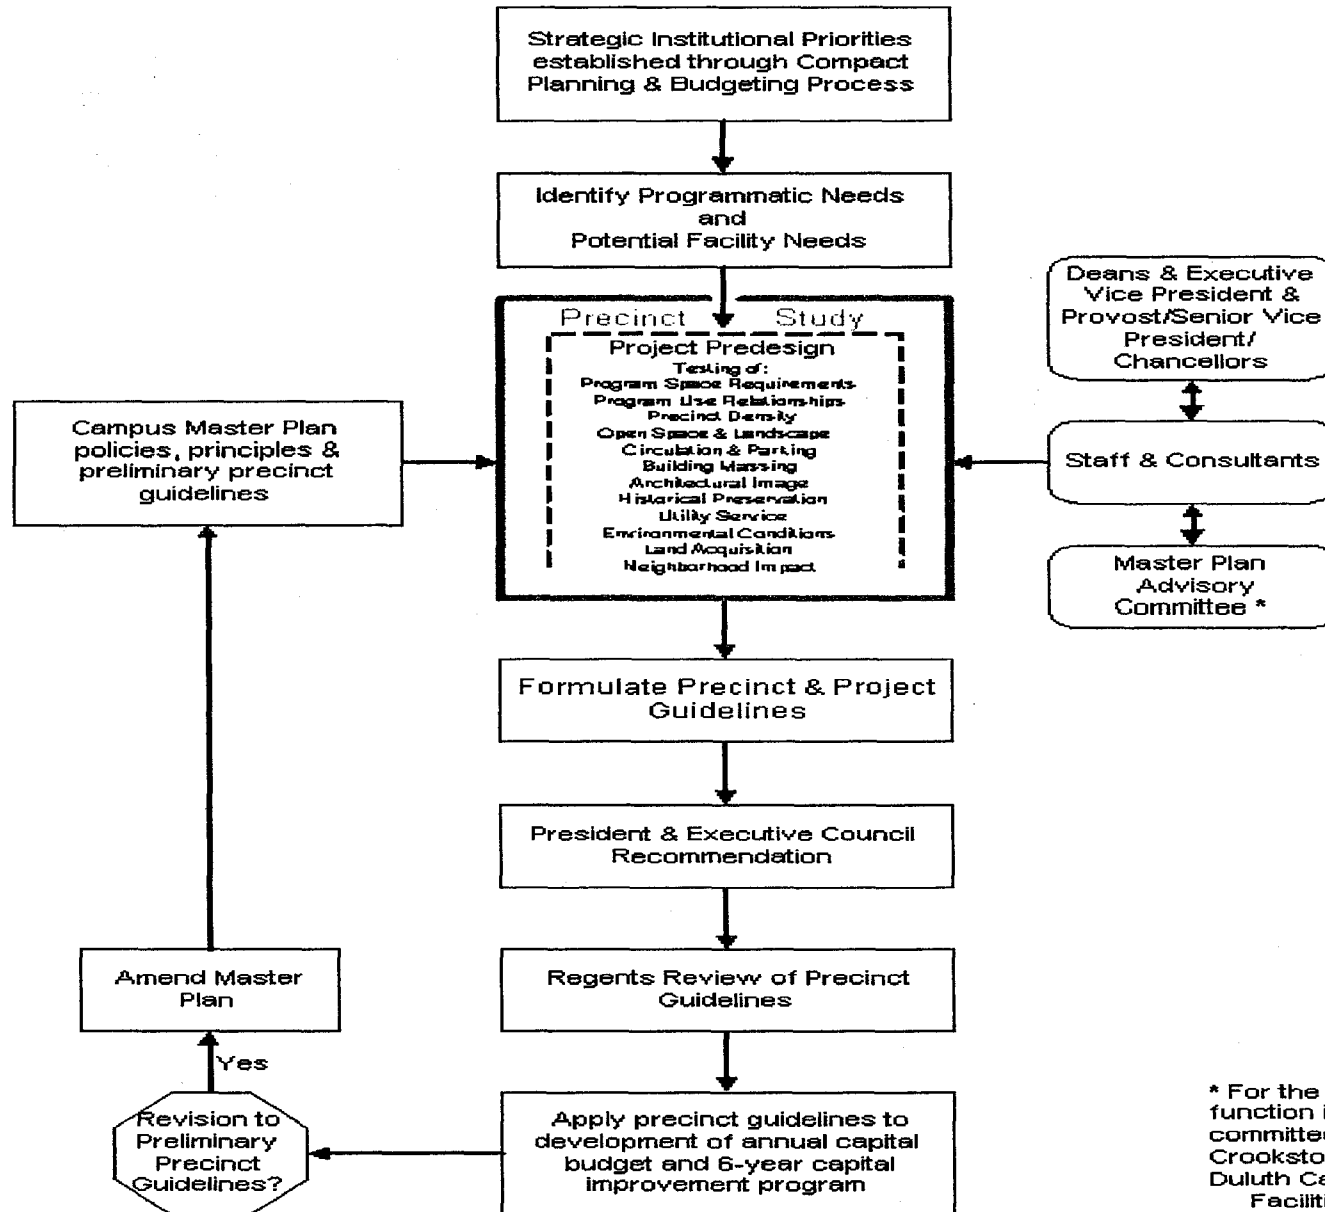 Strategic Institutional Priorities
established through Compact
Planning & Budgeting Process
Identify Programmatic Needs
and
Potential Facility Needs
Precinct Study
Project Predesign
Testing of:
Program Space Requirements
Program Use Relationships
Precinct Density
Open Space & Landscape
Circulation & Parking
Building Massing
Architectural Image
Historical Preservation
Utility Service
Environmental Conditions
Land Acquisition
Neighborhood Impact
Campus Master Plan
policies, principles &
preliminary precinct
guidelines
Deans & Executive
Vice President &
Provost/Senior Vice
President/
Chancellors
Staff & Consultants
Master Plan
Advisory
Committee *
Formulate Precinct & Project
Guidelines
President & Executive Council
Recommendation
Regents Review of Precinct
Guidelines
Amend Master
Plan
Yes
Revision to
Preliminary
Precinct
Guidelines?
Apply precinct guidelines to
development of annual capital
budget and 6-year capital
improvement program
* For the
function
committee
Duluth